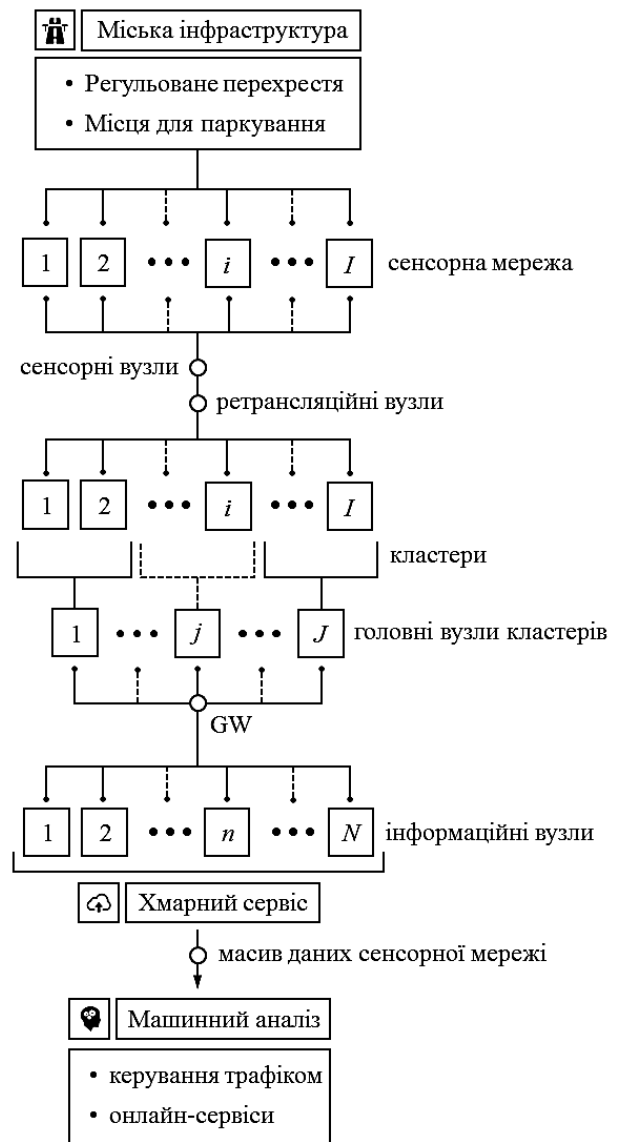 Міська інфраструктура
• Регульоване перехрестя
• Місця для паркування
1 2 ••• i ••• I сенсорна мережа
сенсорні вузли
ретрансляційні вузли
1 2 ••• i ••• I
кластери
1 ••• j ••• J головні вузли кластерів
GW
1 2 ••• n ••• N інформаційні вузли
Хмарний сервіс
масив даних сенсорної мережі
Машинний аналіз
• керування трафіком
• онлайн-сервіси